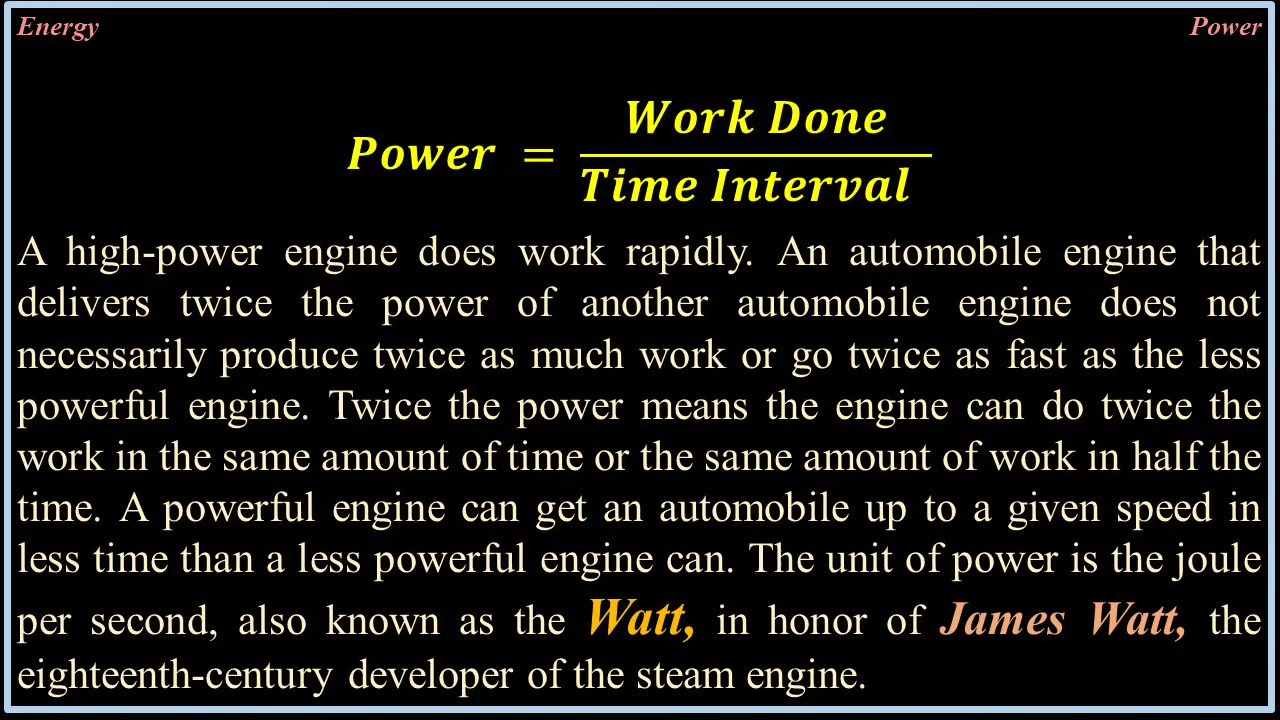 Energy Power
Power = Work Done / Time Interval
A high-power engine does work rapidly. An automobile engine that
delivers twice the power of another automobile engine does not
necessarily produce twice as much work or go twice as fast as the less
powerful engine. Twice the power means the engine can do twice the
work in the same amount of time or the same amount of work in half the
time. A powerful engine can get an automobile up to a given speed in
less time than a less powerful engine can. The unit of power is the joule
per second, also known as the Watt, in honor of James Watt, the
eighteenth-century developer of the steam engine.